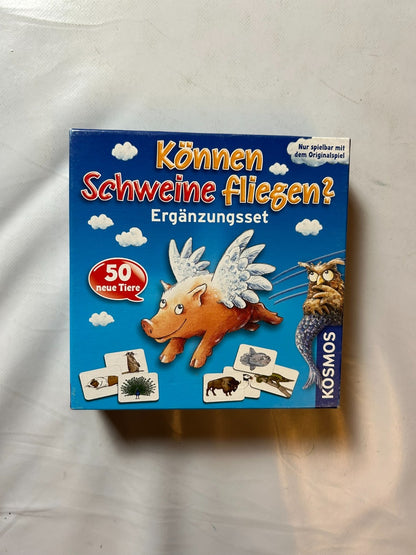 Können
Schweine fliegen?
Ergänzungsset
Nur spielbar mit
dem Originalspiel
50
neue Tiere
KOSMOS